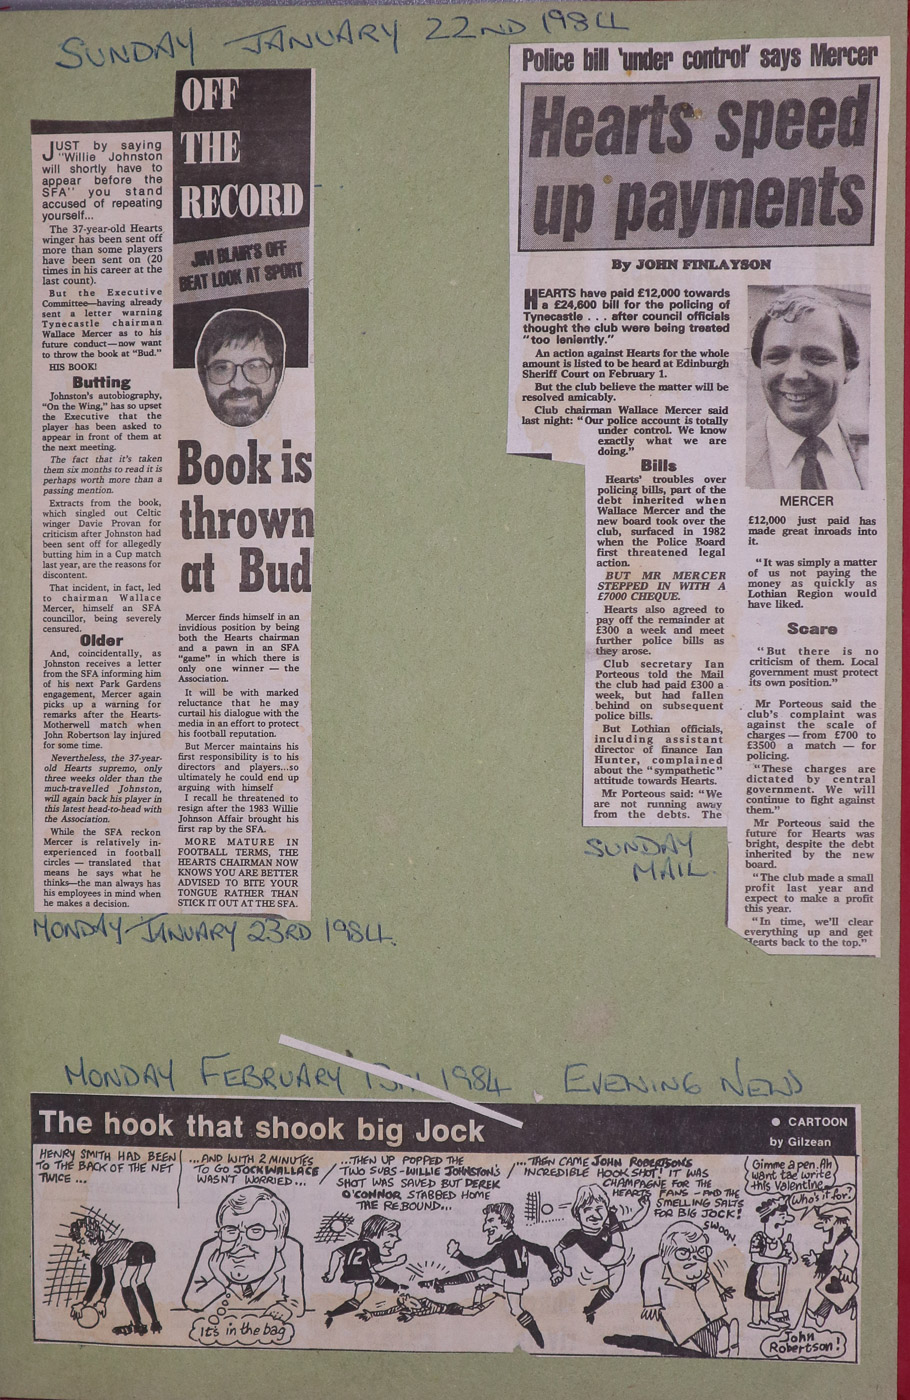 SUNDAY JANUARY 22ND 1984
OFF
THE
RECORD
JIM BLAIR'S OFF
BEAT LOOK AT SPORT
Book is
thrown
at Bud
JUST by saying
"Willie Johnston
will shortly have to
appear before the
SFA" you stand
accused of repeating
yourself...
The 37-year-old Hearts
winger has been sent off
more than some players
have been sent on (20
times in his career at the
last count).
But the Executive
Committee—having already
sent a letter warning
Tynecastle chairman
Wallace Mercer as to his
future conduct—now want
to throw the book at "Bud."
HIS BOOK!
Butting
Johnston's autobiography,
"On the Wing," has so upset
the Executive that the
player has been asked to
appear in front of them at
the next meeting.
The fact that it's taken
them six months to read it is
perhaps worth more than a
passing mention.
Extracts from the book,
which singled out Celtic
winger Davie Provan for
criticism after Johnston had
been sent off for allegedly
butting him in a Cup match
last year, are the reasons for
discontent.
That incident, in fact, led
to chairman Wallace
Mercer, himself an SFA
councillor, being severely
censured.
Older
And, coincidentally, as
Johnston receives a letter
from the SFA informing him
of his next Park Gardens
engagement, Mercer again
picks up a warning for
remarks after the Hearts-
Motherwell match when
John Robertson lay injured
for some time.
Nevertheless, the 37-year-
old Hearts supremo, only
three weeks older than the
much-travelled Johnston,
will again back his player in
this latest head-to-head with
the Association.
While the SFA reckon
Mercer is relatively in-
experienced in football
circles — translated that
means he says what he
thinks—the man always has
his employees in mind when
he makes a decision.
Mercer finds himself in an
invidious position by being
both the Hearts chairman
and a pawn in an SFA
"game" in which there is
only one winner — the
Association.
It will be with marked
reluctance that he may
curtail his dialogue with the
media in an effort to protect
his football reputation.
But Mercer maintains his
first responsibility is to his
directors and players...so
ultimately he could end up
arguing with himself
I recall he threatened to
resign after the 1983 Willie
Johnson Affair brought his
first rap by the SFA.
MORE MATURE IN
FOOTBALL TERMS, THE
HEARTS CHAIRMAN NOW
KNOWS YOU ARE BETTER
ADVISED TO BITE YOUR
TONGUE RATHER THAN
STICK IT OUT AT THE SFA.
MONDAY JANUARY 23RD 1984.
Police bill 'under control' says Mercer
Hearts speed
up payments
By JOHN FINLAYSON
HEARTS have paid £12,000 towards
a £24,600 bill for the policing of
Tynecastle . . . after council officials
thought the club were being treated
"too leniently."
An action against Hearts for the whole
amount is listed to be heard at Edinburgh
Sheriff Court on February 1.
But the club believe the matter will be
resolved amicably.
Club chairman Wallace Mercer said
last night: "Our police account is totally
under control. We know
exactly what we are
doing."
Bills
Hearts' troubles over
policing bills, part of the
debt inherited when
Wallace Mercer and the
new board took over the
club, surfaced in 1982
when the Police Board
first threatened legal
action.
BUT MR MERCER
STEPPED IN WITH A
£7000 CHEQUE.
Hearts also agreed to
pay off the remainder at
£300 a week and meet
further police bills as
they arose.
Club secretary Ian
Porteous told the Mail
the club had paid £300 a
week, but had fallen
behind on subsequent
police bills.
But Lothian officials,
including assistant
director of finance Ian
Hunter, complained
about the "sympathetic"
attitude towards Hearts.
Mr Porteous said: "We
are not running away
from the debts. The
MERCER
£12,000 just paid has
made great inroads into
it.
"It was simply a matter
of us not paying the
money as quickly as
Lothian Region would
have liked.
Scare
"But there is no
criticism of them. Local
government must protect
its own position."
Mr Porteous said the
club's complaint was
against the scale of
charges — from £700 to
£3500 a match — for
policing.
"These charges are
dictated by central
government. We will
continue to fight against
them."
Mr Porteous said the
future for Hearts was
bright, despite the debt
inherited by the new
board.
"The club made a small
profit last year and
expect to make a profit
this year.
"In time, we'll clear
everything up and get
Hearts back to the top."
SUNDAY
MAIL.
MONDAY FEBRUARY 1984. EVENING NEWS
The hook that shook big Jock
• CARTOON
by Gilzean
HENRY SMITH HAD BEEN
TO THE BACK OF THE NET
TWICE...
...AND WITH 2 MINUTES
TO GO JOCK WALLACE
WASN'T WORRIED...
It's in the bag
...THEN UP POPPED THE
TWO SUBS-WILLIE JOHNSTON'S
SHOT WAS SAVED BUT DEREK
O'CONNOR STABBED HOME
THE REBOUND...
12
14
...THEN CAME JOHN ROBERTSONS
INCREDIBLE HOOK SHOT! IT WAS
CHAMPAGNE FOR THE
HEARTS FANS - AND THE
SMELLING SALTS
FOR BIG JOCK!
SWOON.
Gimme a pen. Ah
want tae write
this Valentine
Who's it for?
John
Robertson!